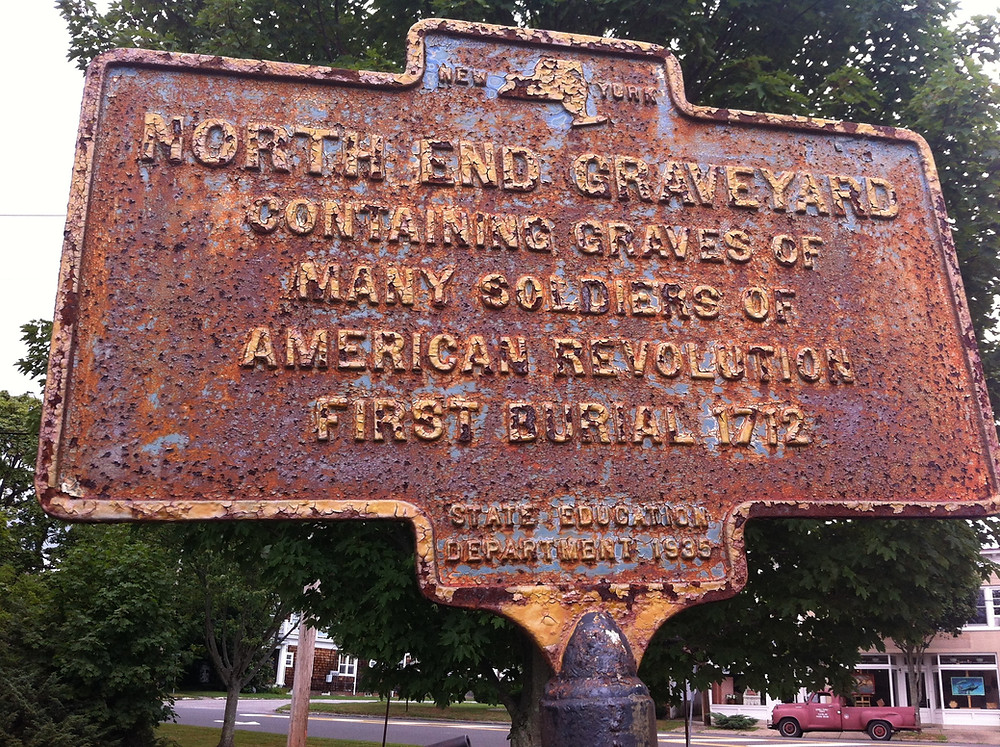 NEW YORK
NORTH END GRAVEYARD
CONTAINING GRAVES OF
MANY SOLDIERS OF
AMERICAN REVOLUTION
FIRST BURIAL 1712
STATE EDUCATION
DEPARTMENT 1935